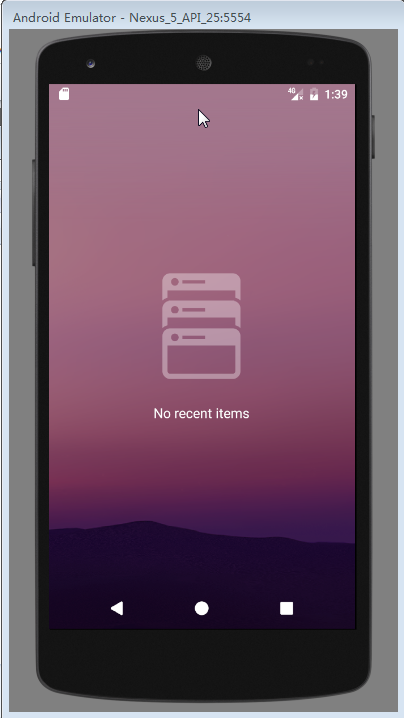 Android Emulator - Nexus_5_API_25:5554
4G
1:39
No recent items